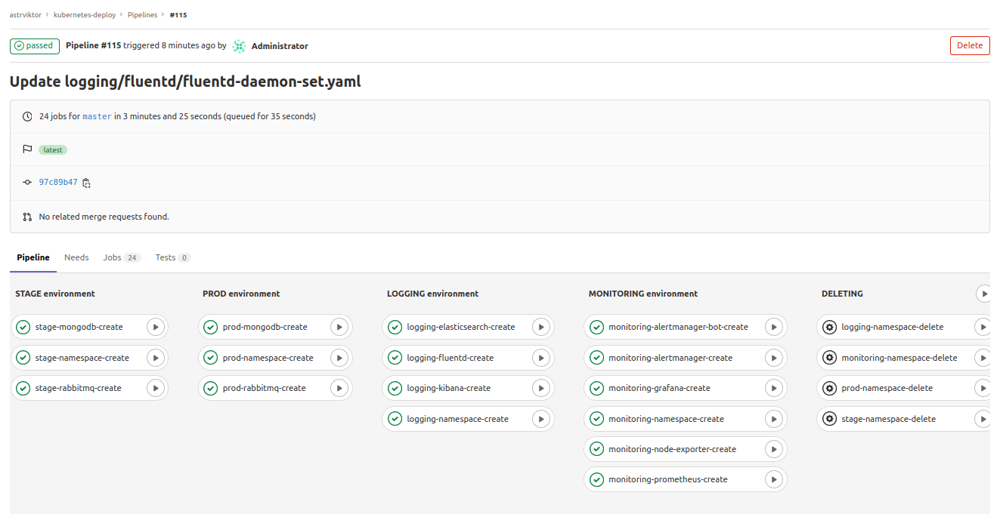 astrviktor > kubernetes-deploy > Pipelines > #115
passed Pipeline #115 triggered 8 minutes ago by Administrator Delete
Update logging/fluentd/fluentd-daemon-set.yaml
24 jobs for master in 3 minutes and 25 seconds (queued for 35 seconds)
latest
97c89b47
No related merge requests found.
Pipeline Needs Jobs 24 Tests 0
STAGE environment
stage-mongodb-create
stage-namespace-create
stage-rabbitmq-create
PROD environment
prod-mongodb-create
prod-namespace-create
prod-rabbitmq-create
LOGGING environment
logging-elasticsearch-create
logging-fluentd-create
logging-kibana-create
logging-namespace-create
MONITORING environment
monitoring-alertmanager-bot-create
monitoring-alertmanager-create
monitoring-grafana-create
monitoring-namespace-create
monitoring-node-exporter-create
monitoring-prometheus-create
DELETING
logging-namespace-delete
monitoring-namespace-delete
prod-namespace-delete
stage-namespace-delete